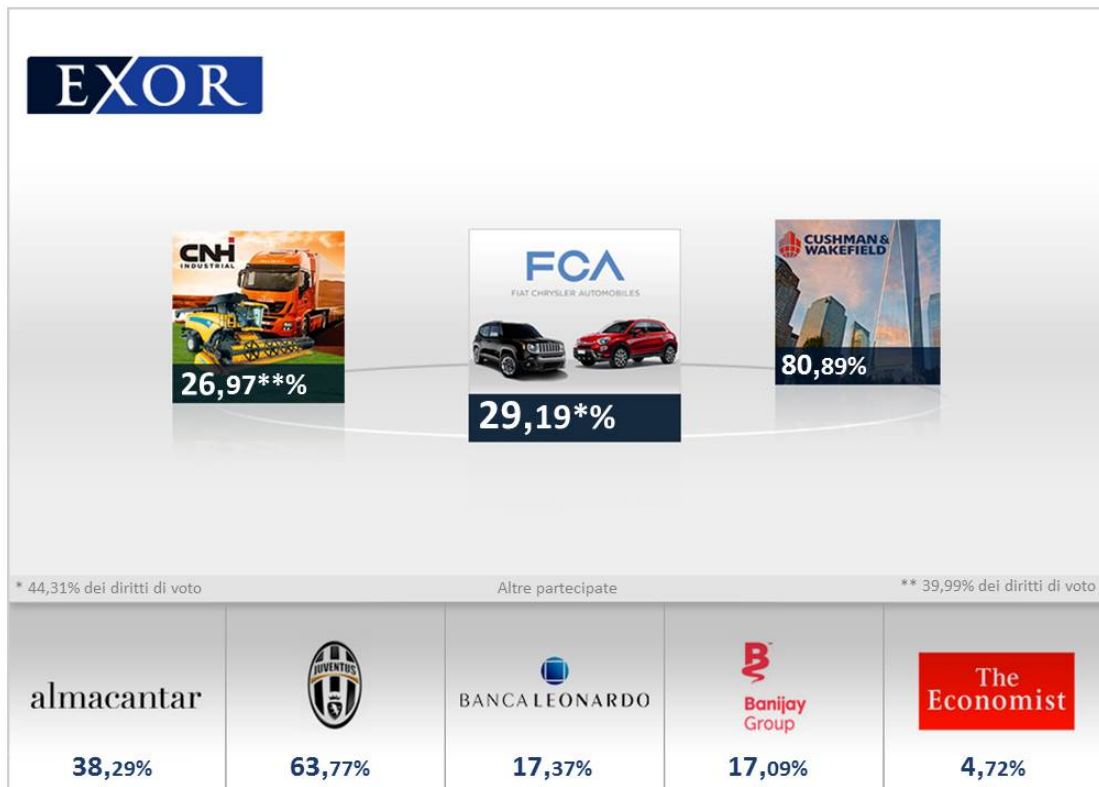 EXOR
CNH
INDUSTRIAL
26,97**%
FCA
FIAT CHRYSLER AUTOMOBILES
29,19*%
CUSHMAN &
WAKEFIELD
80,89%
* 44,31% dei diritti di voto
Altre partecipate
** 39,99% dei diritti di voto
almacantar
38,29%
JUVENTUS
63,77%
BANCA LEONARDO
17,37%
B
Banijay
Group
17,09%
The
Economist
4,72%